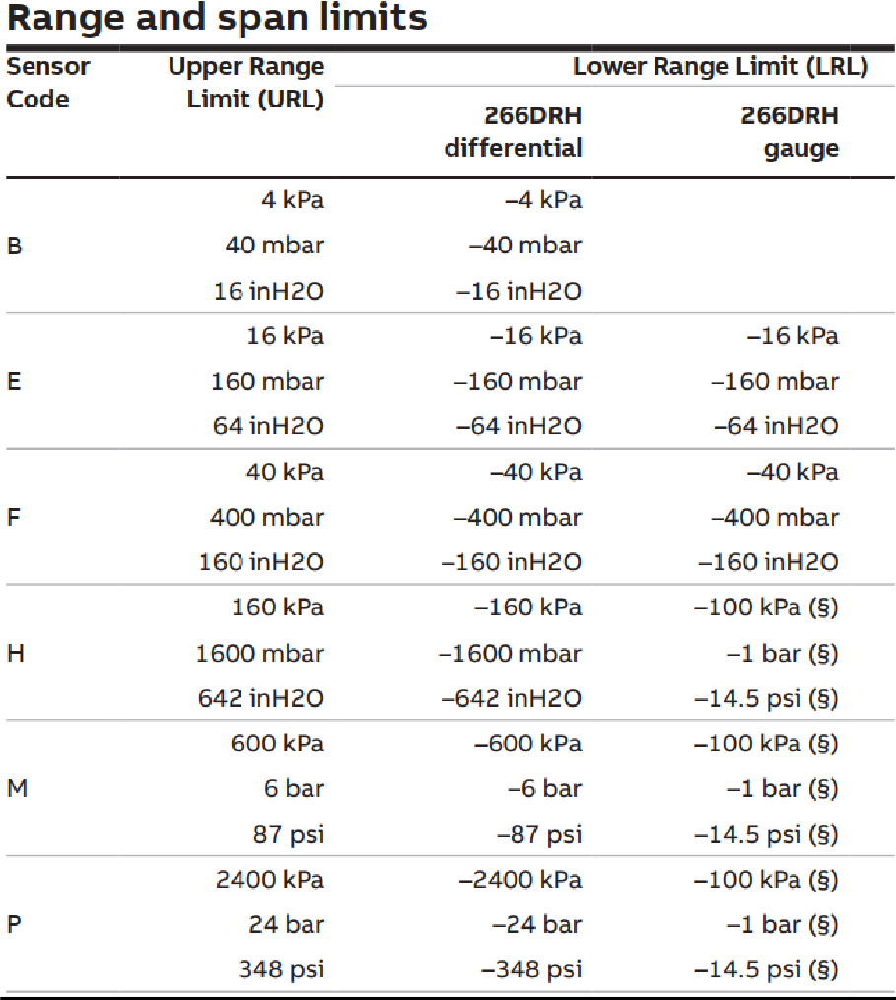 Range and span limits
Sensor Code Upper Range Limit (URL) Lower Range Limit (LRL)
266DRH differential 266DRH gauge
4 kPa –4 kPa
B 40 mbar –40 mbar
16 inH2O –16 inH2O
16 kPa –16 kPa –16 kPa
E 160 mbar –160 mbar –160 mbar
64 inH2O –64 inH2O –64 inH2O
40 kPa –40 kPa –40 kPa
F 400 mbar –400 mbar –400 mbar
160 inH2O –160 inH2O –160 inH2O
160 kPa –160 kPa –100 kPa (§)
H 1600 mbar –1600 mbar –1 bar (§)
642 inH2O –642 inH2O –14.5 psi (§)
600 kPa –600 kPa –100 kPa (§)
M 6 bar –6 bar –1 bar (§)
87 psi –87 psi –14.5 psi (§)
2400 kPa –2400 kPa –100 kPa (§)
P 24 bar –24 bar –1 bar (§)
348 psi –348 psi –14.5 psi (§)